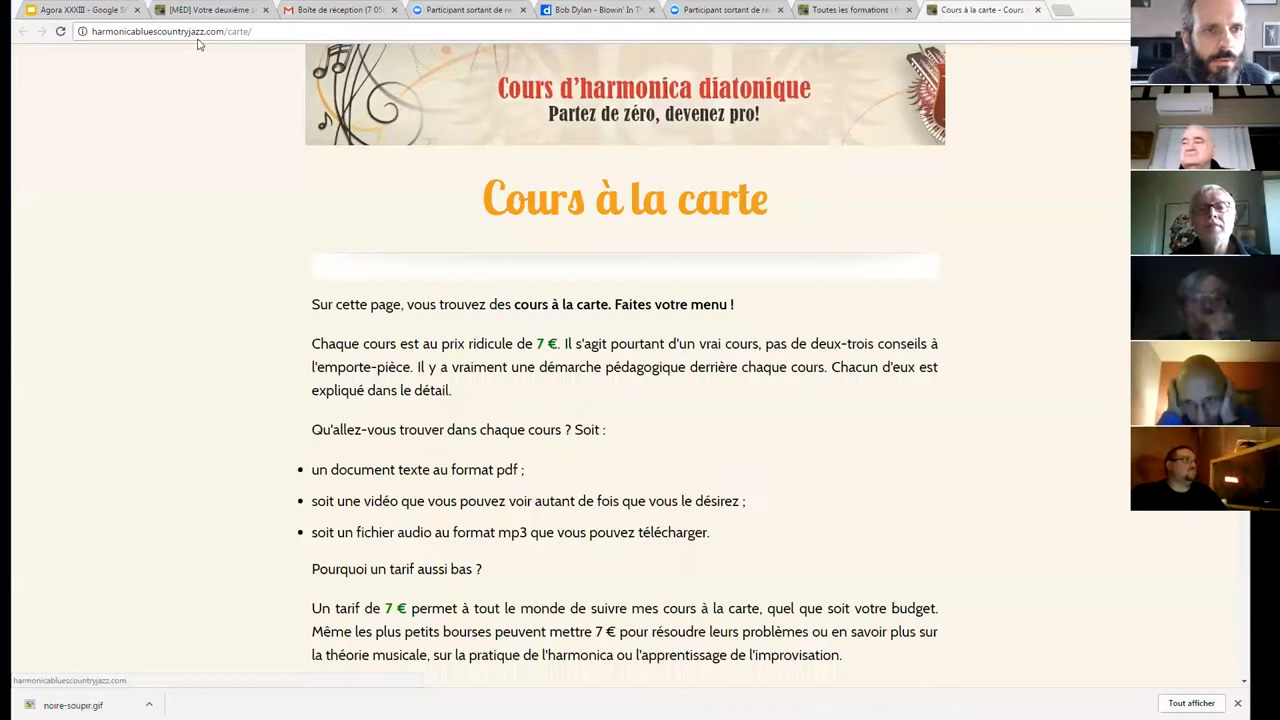 Agora XXXIII - Google S
[MED] Votre deuxième s
Boîte de réception (7 05
Participant sortant de re
Bob Dylan - Blowin' In Th
Participant sortant de re
Toutes les formations | h
Cours à la carte - Cours
harmonicabluescountryjazz.com/carte/
Cours d'harmonica diatonique
Partez de zéro, devenez pro!
Cours à la carte
Sur cette page, vous trouvez des cours à la carte. Faites votre menu !
Chaque cours est au prix ridicule de 7 €. Il s'agit pourtant d'un vrai cours, pas de deux-trois conseils à
l'emporte-pièce. Il y a vraiment une démarche pédagogique derrière chaque cours. Chacun d'eux est
expliqué dans le détail.
Qu'allez-vous trouver dans chaque cours ? Soit :
un document texte au format pdf ;
soit une vidéo que vous pouvez voir autant de fois que vous le désirez ;
soit un fichier audio au format mp3 que vous pouvez télécharger.
Pourquoi un tarif aussi bas ?
Un tarif de 7 € permet à tout le monde de suivre mes cours à la carte, quel que soit votre budget.
Même les plus petits bourses peuvent mettre 7 € pour résoudre leurs problèmes ou en savoir plus sur
la théorie musicale, sur la pratique de l'harmonica ou l'apprentissage de l'improvisation.
harmonicabluescountryjazz.com
noire-soupir.gif
Tout afficher